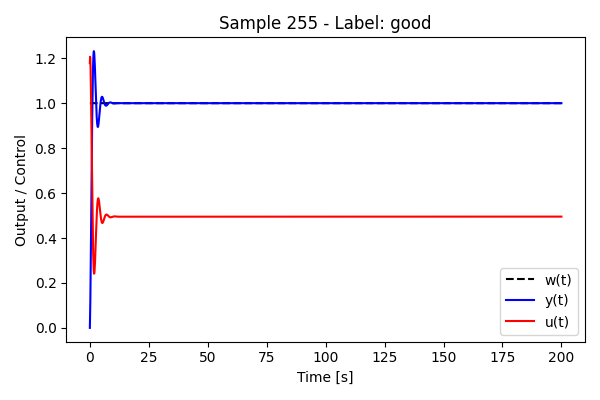 Sample 255 - Label: good
Output / Control
1.2
1.0
0.8
0.6
0.4
0.2
0.0
w(t)
y(t)
u(t)
0 25 50 75 100 125 150 175 200
Time [s]